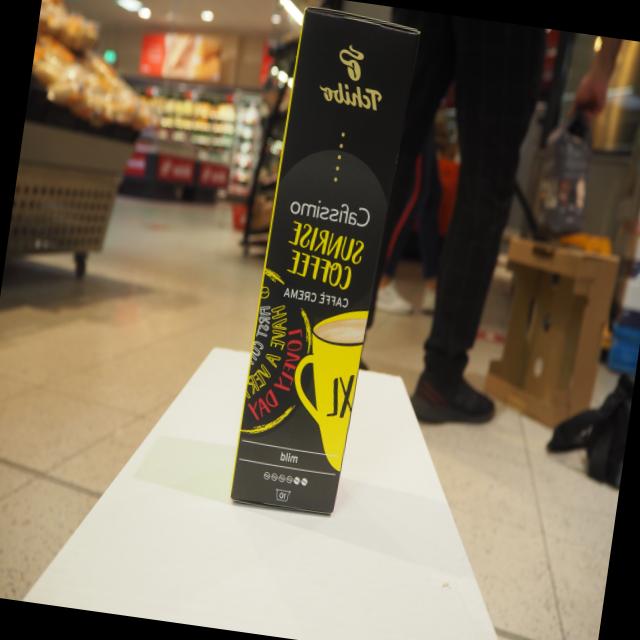 Tchibo
Cafissimo
SUNRISE
COFFEE
CAFFÈ CREMA
HAVE A VERY
LOVELY DAY
XL
mild
10